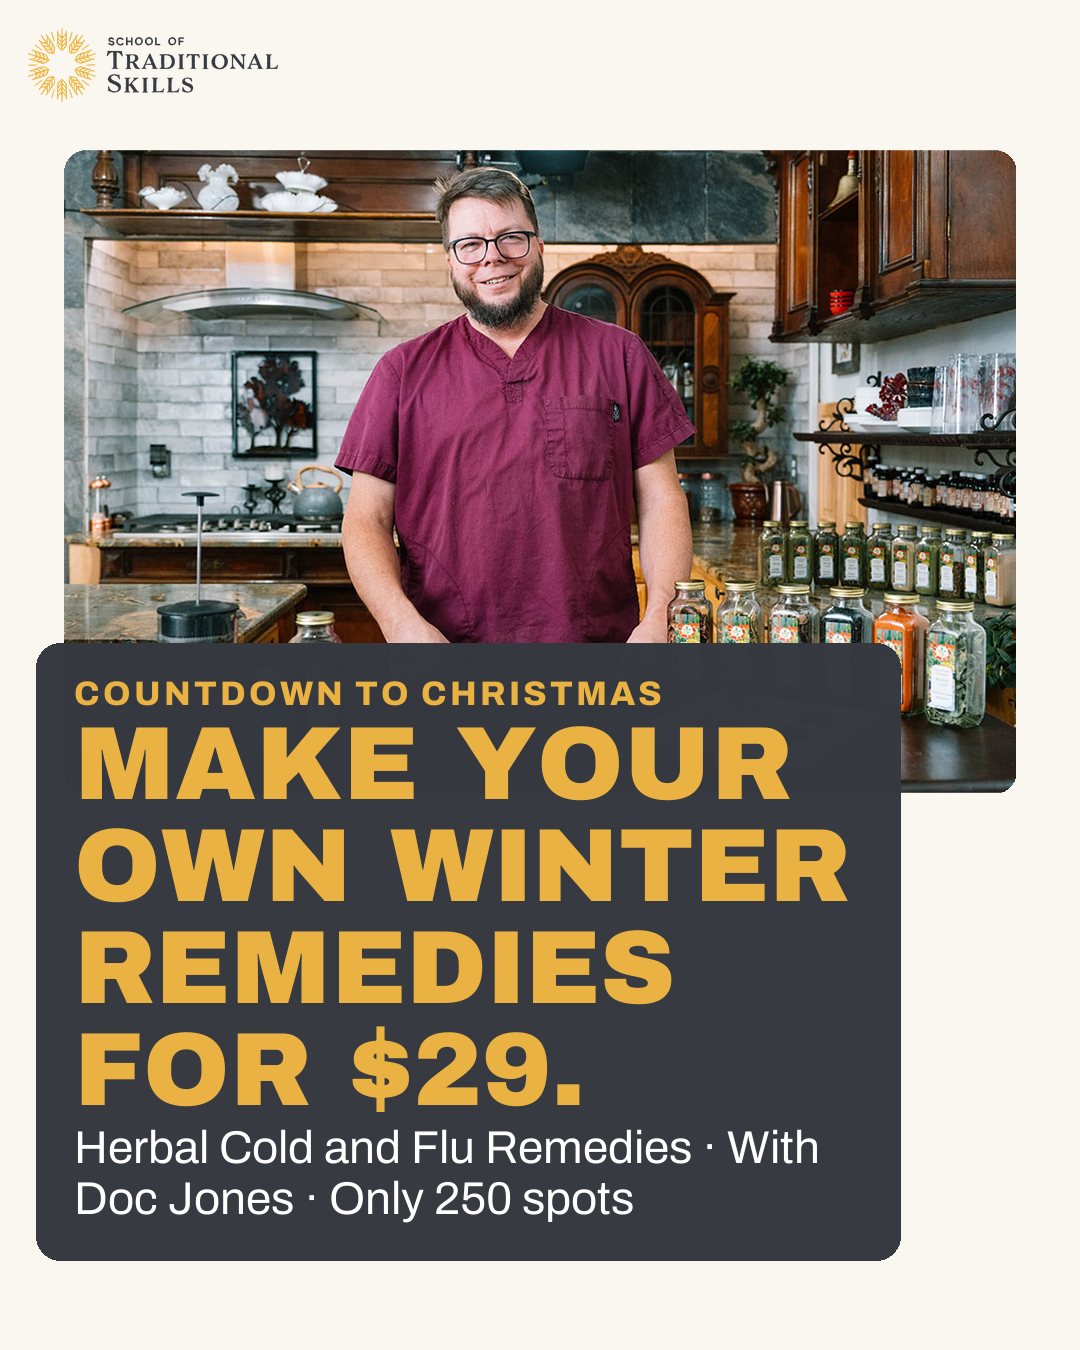 SCHOOL OF
TRADITIONAL
SKILLS
COUNTDOWN TO CHRISTMAS
MAKE YOUR
OWN WINTER
REMEDIES
FOR $29.
Herbal Cold and Flu Remedies · With
Doc Jones · Only 250 spots